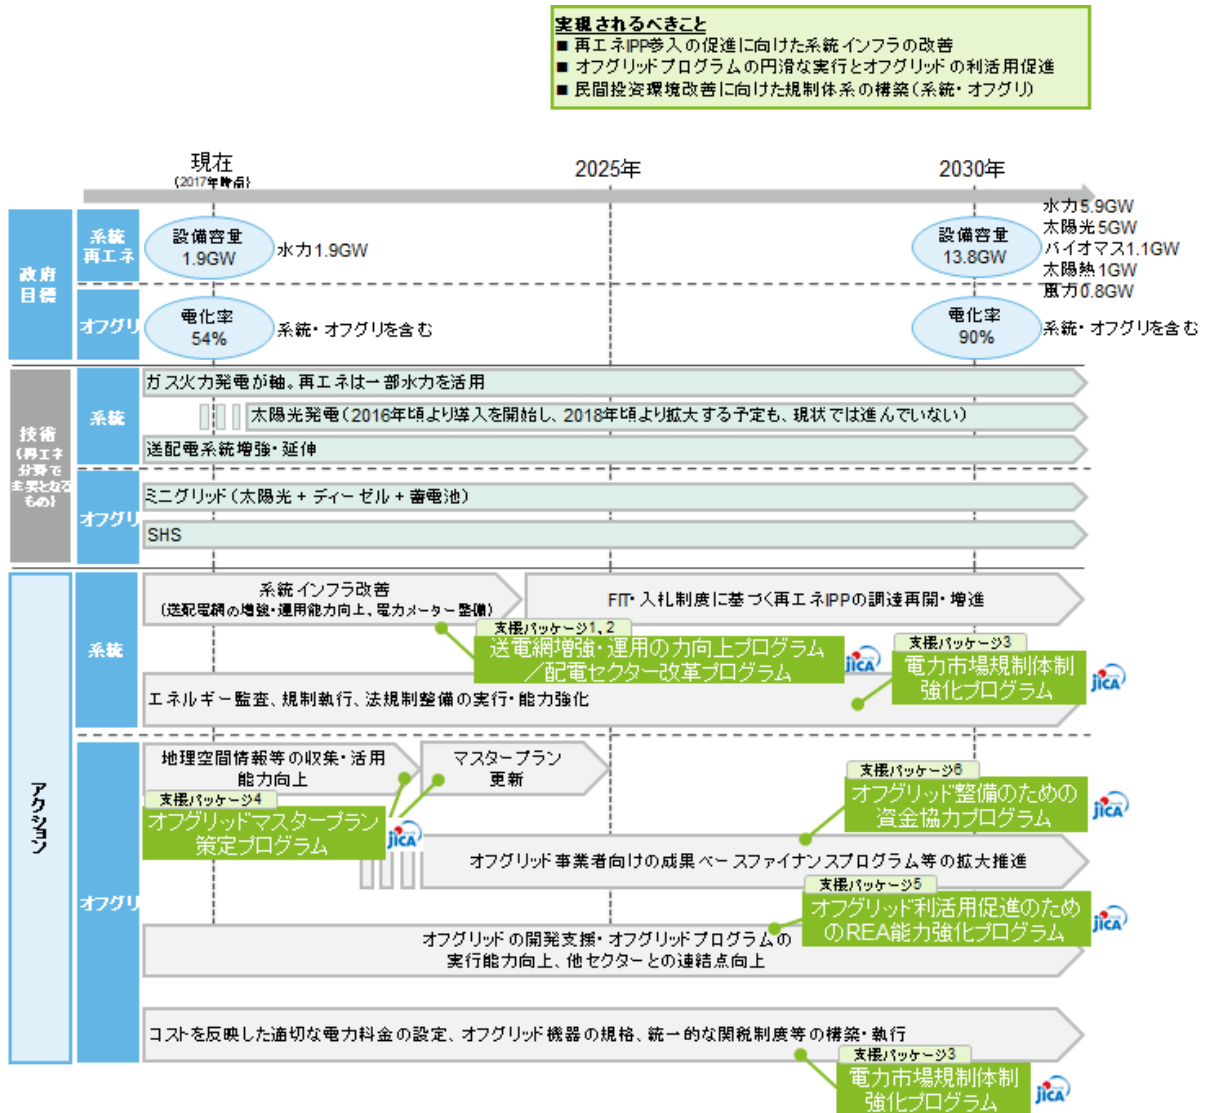 実現されるべきこと
■ 再エネIPP参入の促進に向けた系統インフラの改善
■ オフグリッドプログラムの円滑な実行とオフグリッドの利活用促進
■ 民間投資環境改善に向けた規制体系の構築(系統・オフグリ)
現在
(2017年時点)
2025年
2030年
政府
目標
系統
再エネ
設備容量
1.9GW
水力1.9GW
設備容量
13.8GW
水力5.9GW
太陽光5GW
バイオマス1.1GW
太陽熱1GW
風力0.8GW
オフグリ
電化率
54%
系統・オフグリを含む
電化率
90%
系統・オフグリを含む
技術
(再エネ
分野で
主要となる
もの)
系統
ガス火力発電が軸。再エネは一部水力を活用
太陽光発電(2016年頃より導入を開始し、2018年頃より拡大する予定も、現状では進んでいない)
送配電系統増強・延伸
オフグリ
ミニグリッド(太陽光 + ディーゼル + 蓄電池)
SHS
アクション
系統
系統インフラ改善
(送配電網の増強・運用能力向上、電力メーター整備)
FIT・入札制度に基づく再エネIPPの調達再開・増進
支援パッケージ1, 2
送電網増強・運用の力向上プログラム
/配電セクター改革プログラム
jICA
支援パッケージ3
電力市場規制体制
強化プログラム
jICA
エネルギー監査、規制執行、法規制整備の実行・能力強化
オフグリ
地理空間情報等の収集・活用
能力向上
マスタープラン
更新
支援パッケージ4
オフグリッドマスタープラン
策定プログラム
jICA
支援パッケージ6
オフグリッド整備のための
資金協力プログラム
jICA
オフグリッド事業者向けの成果ベースファイナンスプログラム等の拡大推進
支援パッケージ5
オフグリッド利活用促進のため
のREA能力強化プログラム
jICA
オフグリッドの開発支援・オフグリッドプログラムの
実行能力向上、他セクターとの連結点向上
コストを反映した適切な電力料金の設定、オフグリッド機器の規格、統一的な関税制度等の構築・執行
支援パッケージ3
電力市場規制体制
強化プログラム
jICA